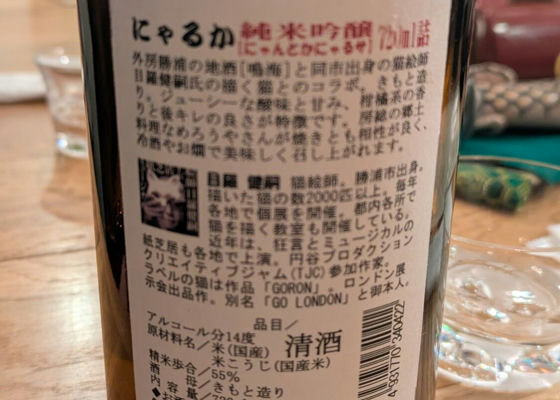 にゃるか 純米吟醸 720ml詰
[にゃんとかにゃるサ]
外房勝浦の地酒[鳴海]と同市出身の猫絵師
目羅健嗣氏の描く猫とのコラボ。きもと造
り、ジューシーな酸味と甘み、柑橘系の香
りと後キレの良さが特徴です。房総の郷土
料理なめろうやさんが焼きとも相性が良く、
冷酒やお燗で美味しく召し上がれます。
目羅 健嗣 猫絵師。勝浦市出身。
描いた猫の数2000匹以上。毎年
各地で個展を開催。都内各所で
猫を描く教室も開催している。
近年は、狂言とミュージカルの
紙芝居も各地で上演。円谷プロダクション
クリエイティブジャム(TJC)参加作家。
ラベルの猫は作品「GORON」。ロンドン展
示会出品作。別名「GO LONDON」と御本人。
品目/
清酒
アルコール分14度
原材料名/米(国産)
米こうじ(国産米)
精米歩合/55%
酒 母/きもと造り
内 容 量/
4 937770 340422